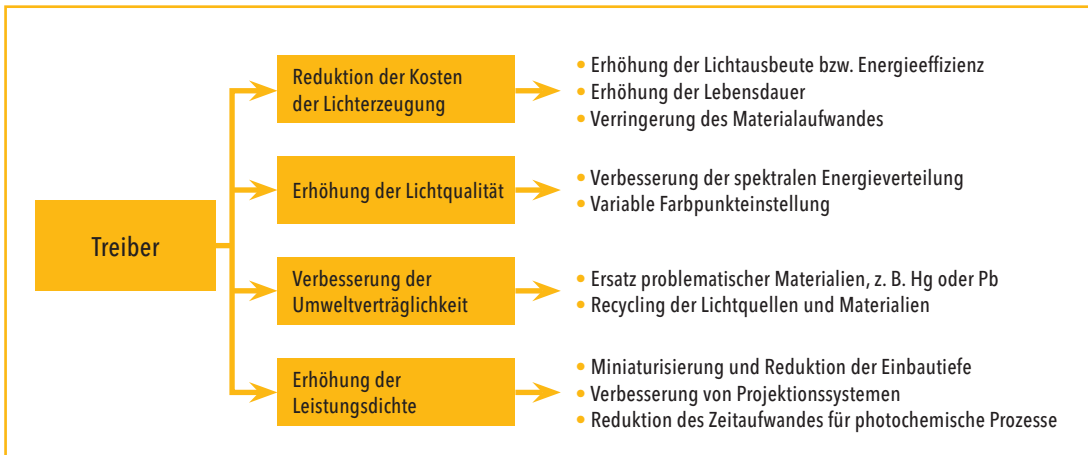 Treiber
Reduktion der Kosten
der Lichterzeugung
• Erhöhung der Lichtausbeute bzw. Energieeffizienz
• Erhöhung der Lebensdauer
• Verringerung des Materialaufwandes
Erhöhung der Lichtqualität
• Verbesserung der spektralen Energieverteilung
• Variable Farbpunkteinstellung
Verbesserung der
Umweltverträglichkeit
• Ersatz problematischer Materialien, z. B. Hg oder Pb
• Recycling der Lichtquellen und Materialien
Erhöhung der
Leistungsdichte
• Miniaturisierung und Reduktion der Einbautiefe
• Verbesserung von Projektionssystemen
• Reduktion des Zeitaufwandes für photochemische Prozesse